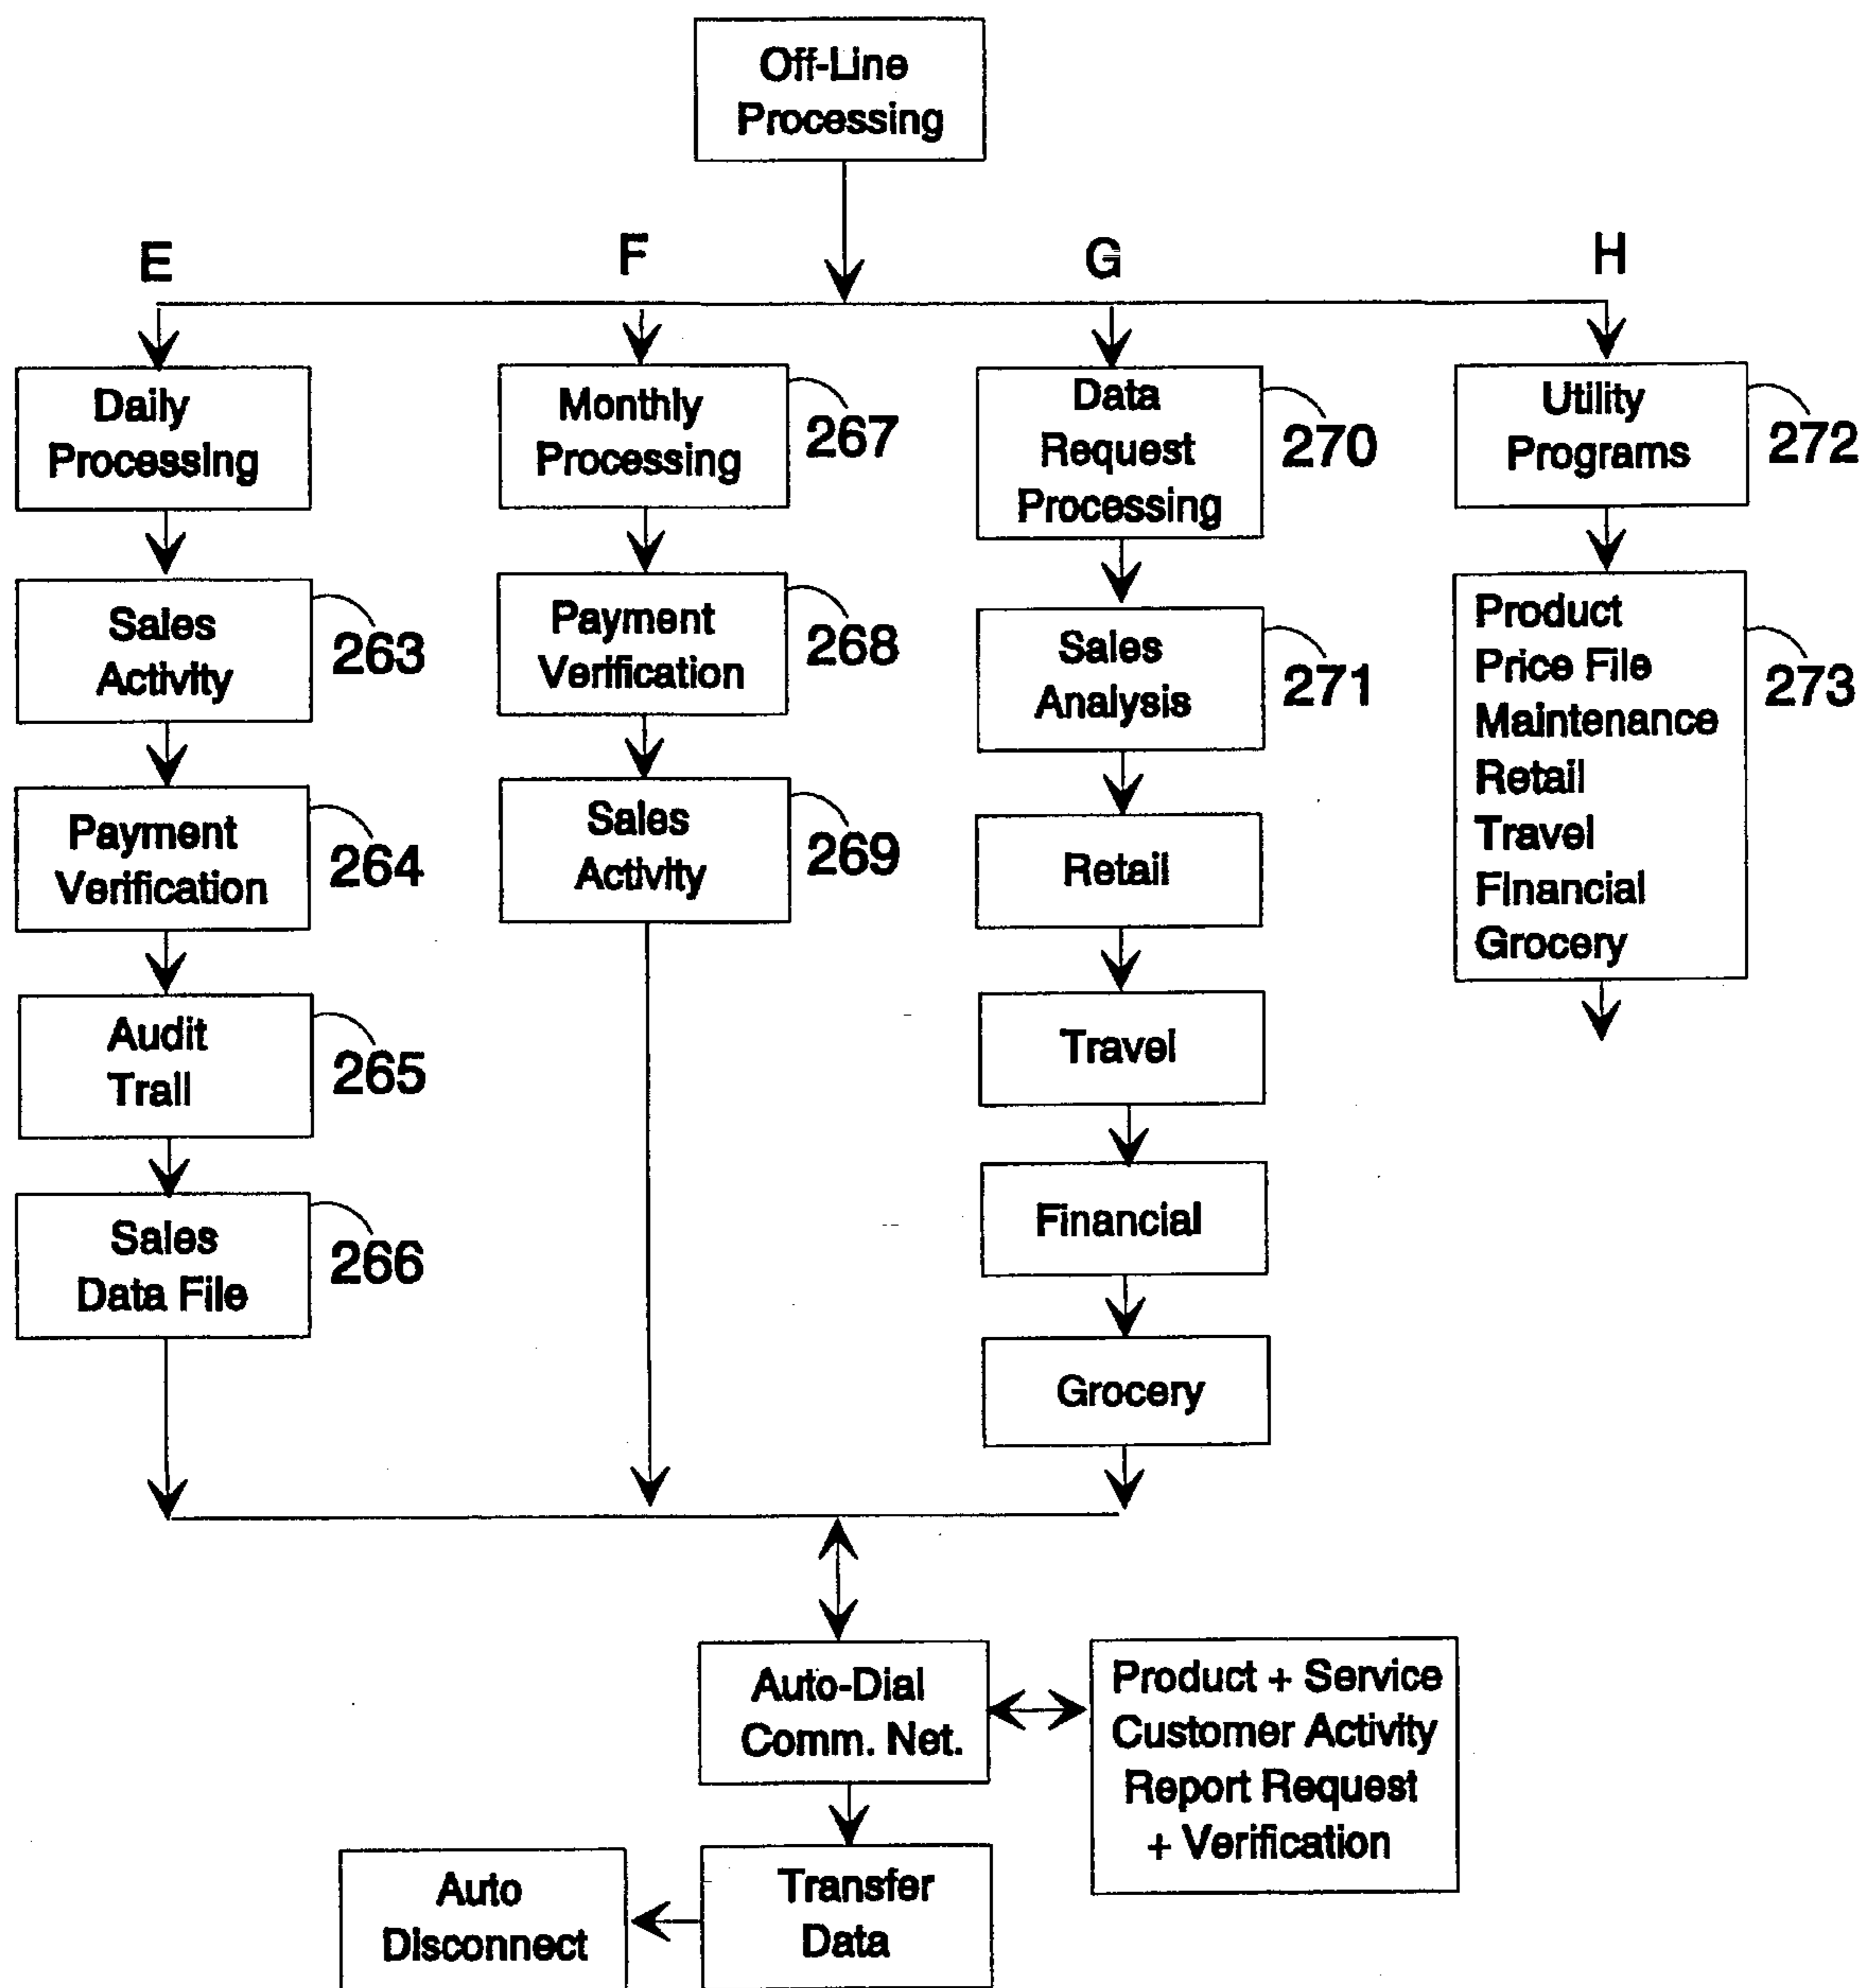 Off-Line
Processing
E
F
G
H
Daily
Processing
Sales
Activity
263
Payment
Verification
264
Audit
Trail
265
Sales
Data File
266
Monthly
Processing
267
Payment
Verification
268
Sales
Activity
269
Data
Request
Processing
270
Sales
Analysis
271
Retail
Travel
Financial
Grocery
Utility
Programs
272
Product
Price File
Maintenance
Retail
Travel
Financial
Grocery
273
Auto-Dial
Comm. Net.
Product + Service
Customer Activity
Report Request
+ Verification
Transfer
Data
Auto
Disconnect